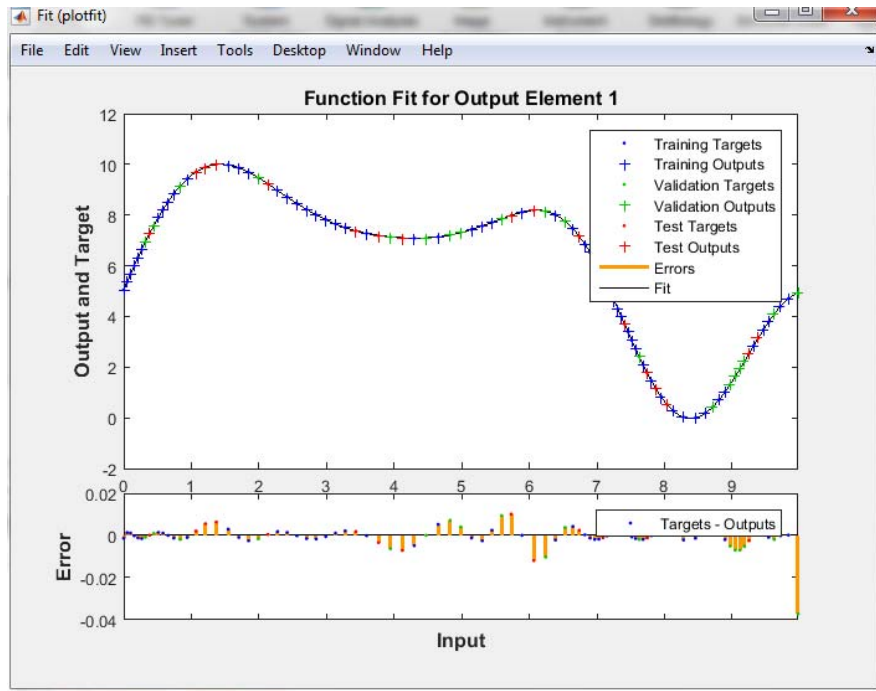 Fit (plotfit)
File Edit View Insert Tools Desktop Window Help
Function Fit for Output Element 1
12
10
8
6
4
2
0
-2
Output and Target
Training Targets
Training Outputs
Validation Targets
Validation Outputs
Test Targets
Test Outputs
Errors
Fit
0 1 2 3 4 5 6 7 8 9
0.02
0
-0.02
-0.04
Error
Targets - Outputs
Input